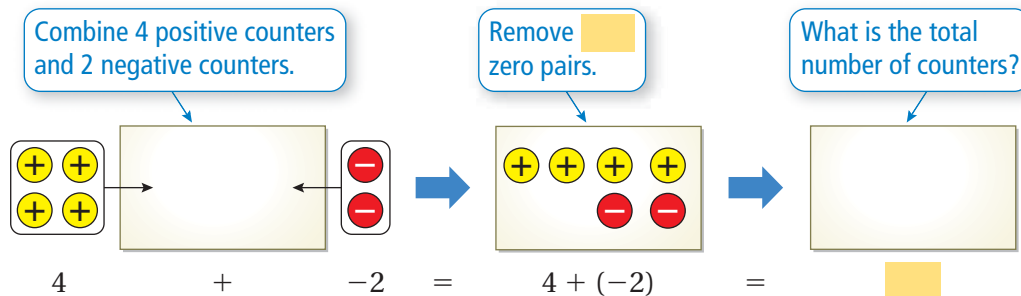 Combine 4 positive counters
and 2 negative counters.
Remove
zero pairs.
What is the total
number of counters?
+ + + + + + − + + − − −
4 + −2 = 4 + (−2) =